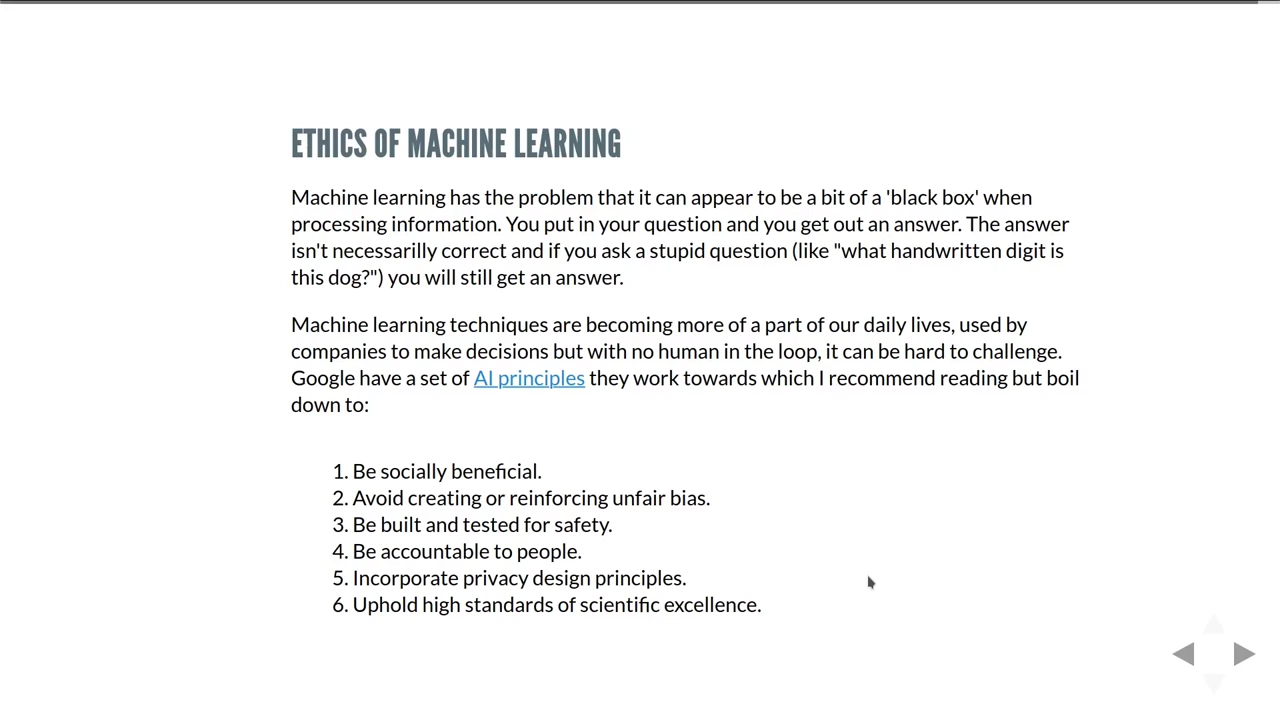 ETHICS OF MACHINE LEARNING
Machine learning has the problem that it can appear to be a bit of a 'black box' when
processing information. You put in your question and you get out an answer. The answer
isn't necessarilly correct and if you ask a stupid question (like "what handwritten digit is
this dog?") you will still get an answer.
Machine learning techniques are becoming more of a part of our daily lives, used by
companies to make decisions but with no human in the loop, it can be hard to challenge.
Google have a set of AI principles they work towards which I recommend reading but boil
down to:
1. Be socially beneficial.
2. Avoid creating or reinforcing unfair bias.
3. Be built and tested for safety.
4. Be accountable to people.
5. Incorporate privacy design principles.
6. Uphold high standards of scientific excellence.